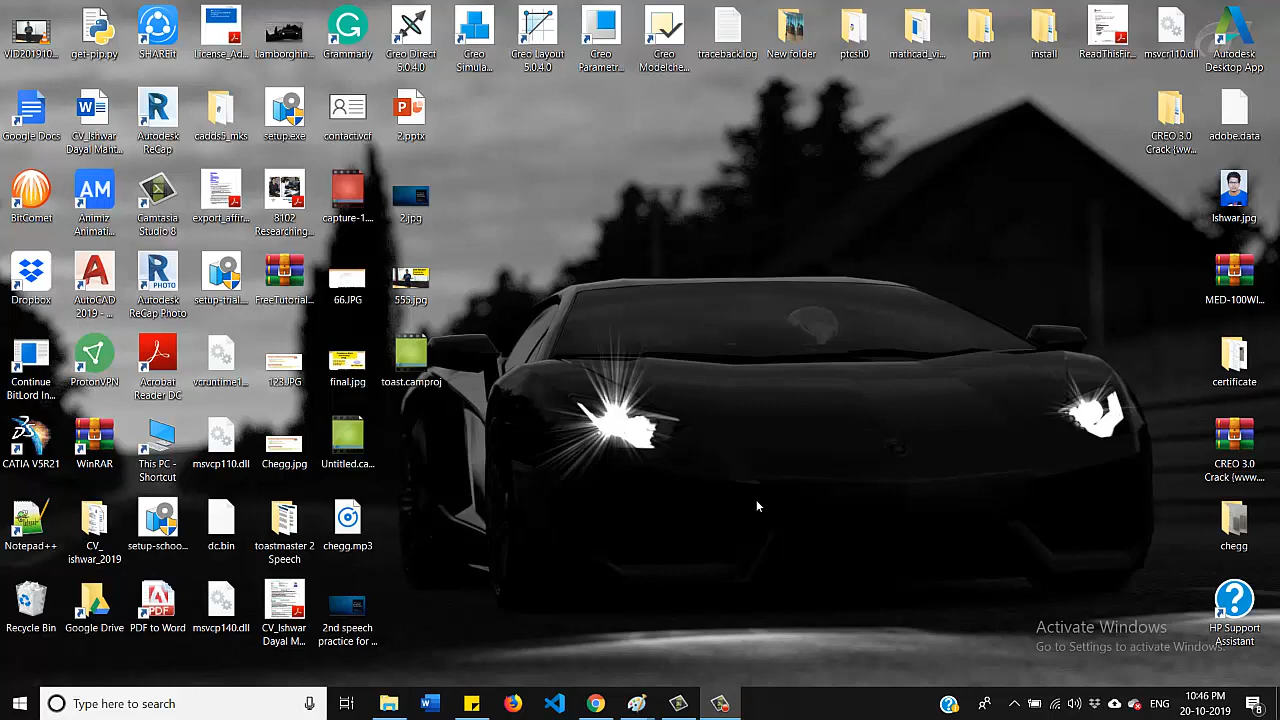 VID201910...
get-pip.py
SHAREit
License_Ad...
Lamborghin...
Grammarly
Creo Direct
5.0.4.0
Creo
Simula...
Creo Layout
5.0.4.0
Creo
Parametr...
Creo
Modelche...
traceback.log
New folder
ptcsh0
mathcad_vi...
pim
install
ReadThisFir...
msvcr110.dll
Autodesk
Desktop App
Google Docs
CV_Ishwar
Dayal Mant...
Autodesk
ReCap
cadds5_mks
setup.exe
contact.vcf
2.pptx
CREO 3.0
Crack {ww...
adobe.data
BitComet
Animiz
Animati...
Camtasia
Studio 8
export_affir...
8102
Researching...
capture-1....
2.jpg
Ishwar.jpg
Dropbox
AutoCAD
2019 - ...
Autodesk
ReCap Photo
setup-trial...
FreeTutorial...
66.JPG
555.jpg
MED-100Wi...
Continue
BitLord In...
ProtonVPN
Acrobat
Reader DC
vcruntime1...
123.JPG
final.jpg
toast.camproj
certificate
CATIA V5R21
WinRAR
This PC -
Shortcut
msvcp110.dll
Chegg.jpg
Untitled.ca...
CREO 3.0
Crack {www....
Notepad++
CV_
ishwar_2019
setup-schoo...
dc.bin
toastmaster 2
Speech
chegg.mp3
chegg
Recycle Bin
Google Drive
PDF to Word
msvcp140.dll
CV_Ishwar
Dayal M...
2nd speech
practice for ...
HP Support
Assistant
Activate Windows
Go to Settings to activate Windows.
Type here to search
ENG
10:46 PM
20-10-2019
8